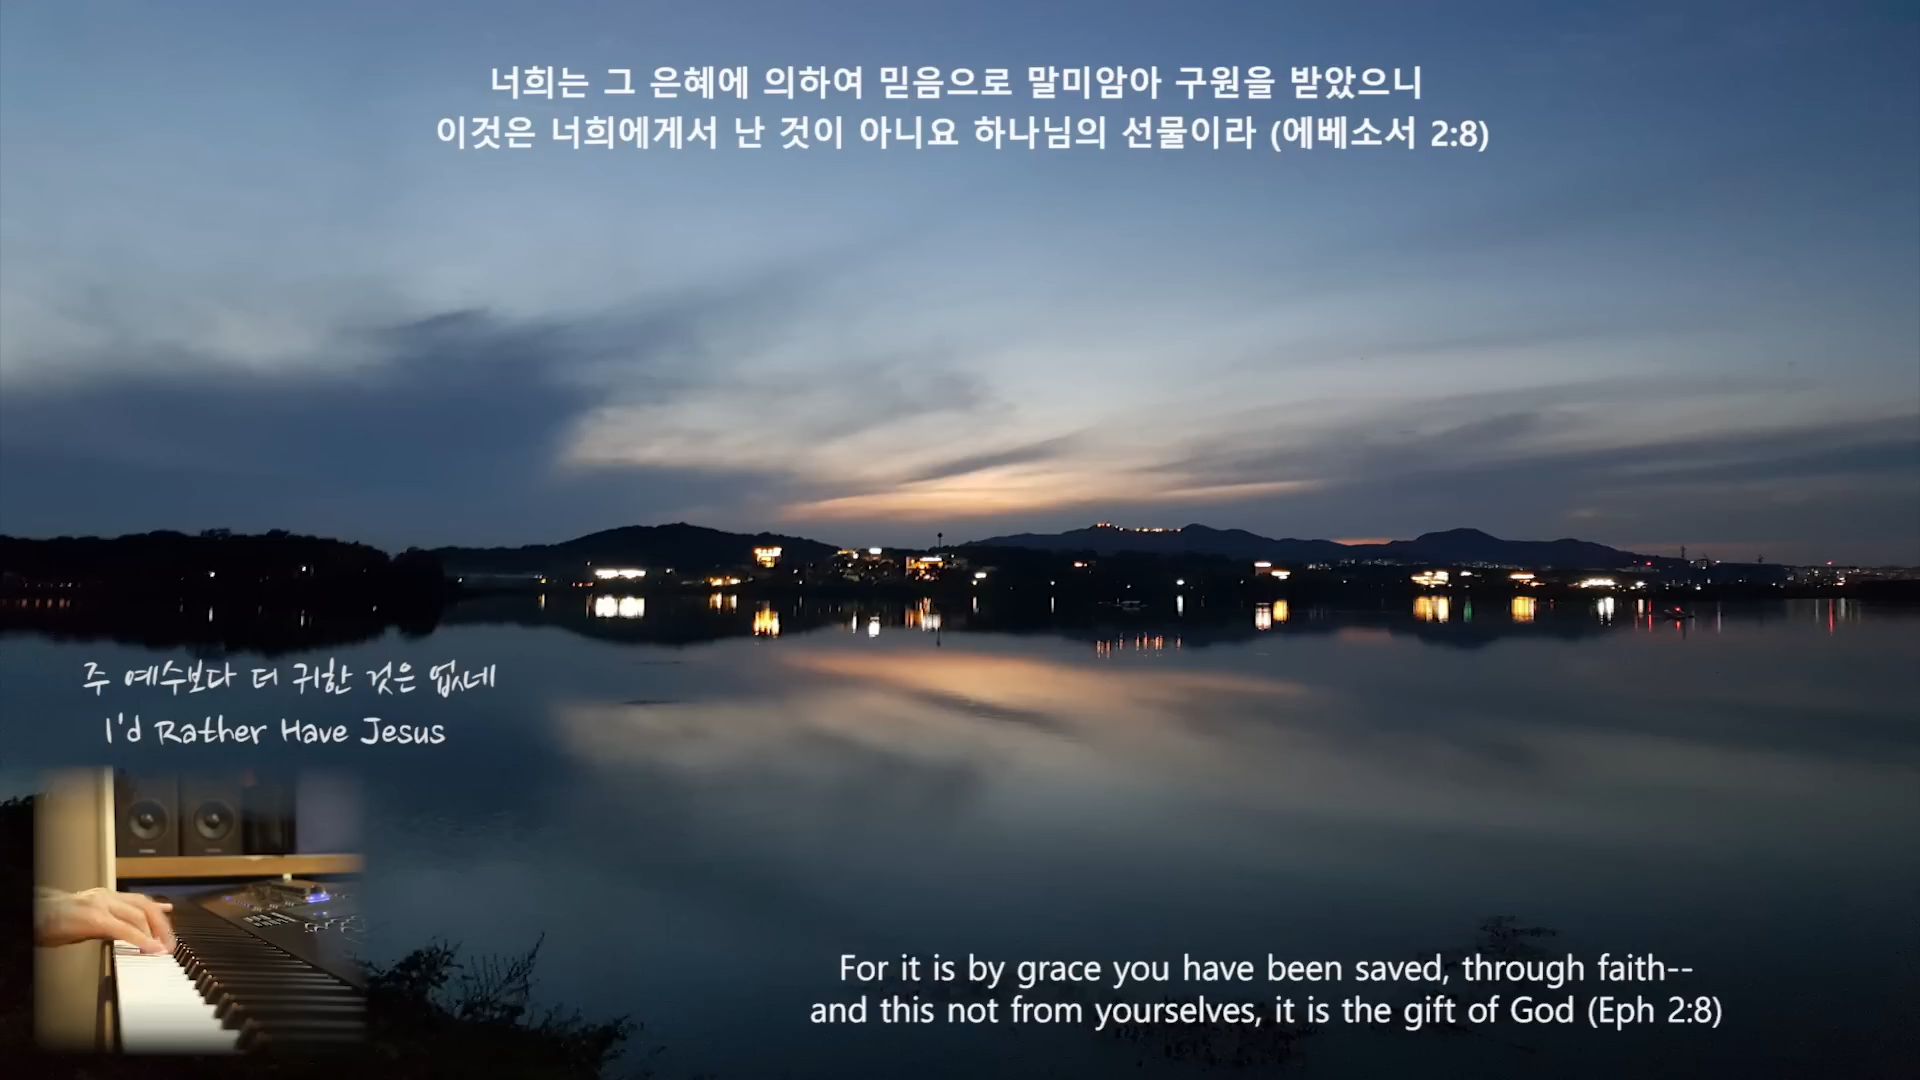 너희는 그 은혜에 의하여 믿음으로 말미암아 구원을 받았으니
이것은 너희에게서 난 것이 아니요 하나님의 선물이라 (에베소서 2:8)
주 예수보다 더 귀한 것은 없네
I'd Rather Have Jesus
For it is by grace you have been saved, through faith--
and this not from yourselves, it is the gift of God (Eph 2:8)